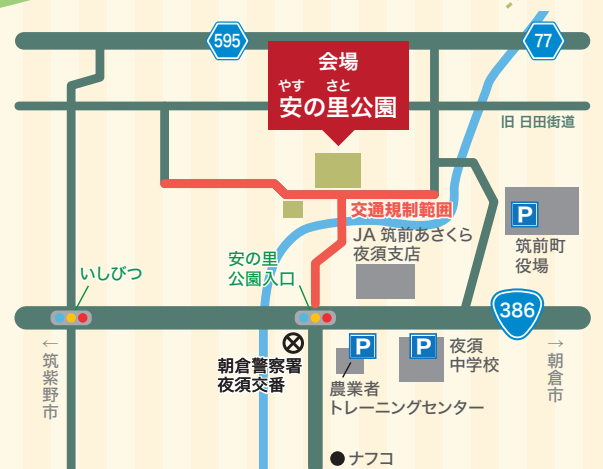 595
77
会場
やす さと
安の里公園
旧 日田街道
交通規制範囲
P
筑前町
役場
JA 筑前あさくら
夜須支店
安の里
公園入口
いしびつ
386
←筑紫野市
→朝倉市
朝倉警察署
夜須交番
P
農業者
トレーニングセンター
P
夜須
中学校
ナフコ